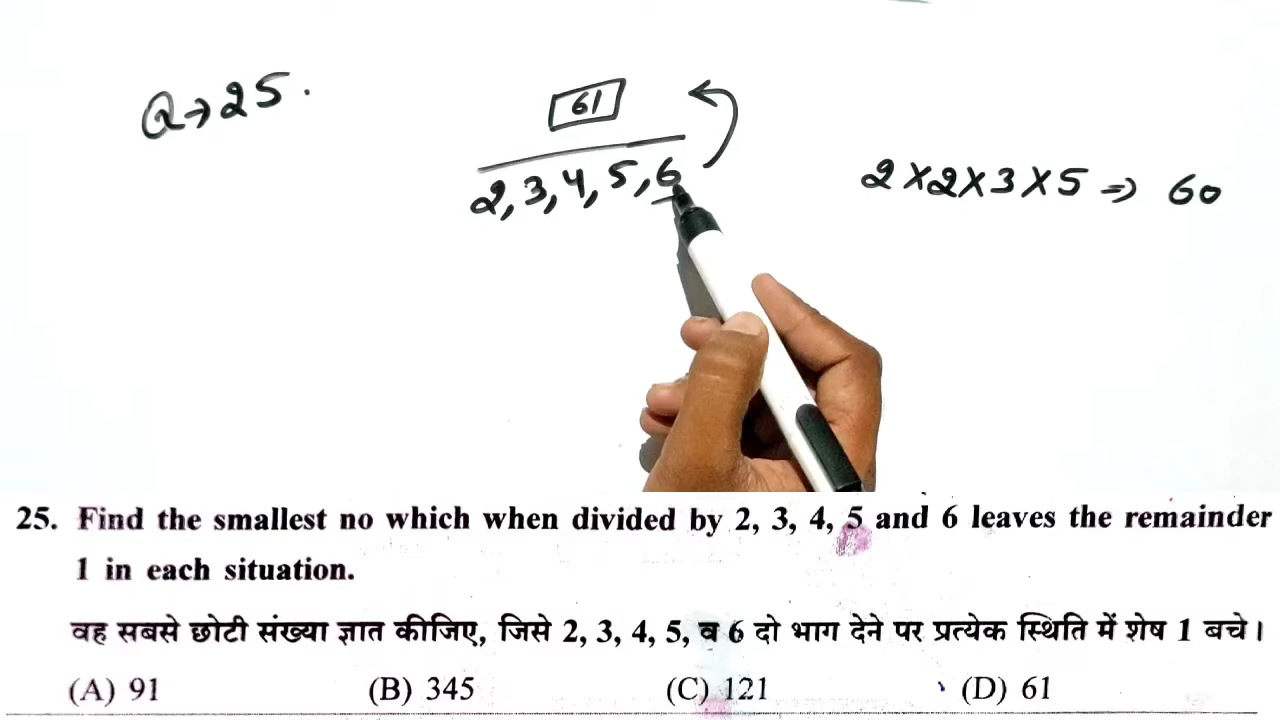 Q→25.
61
2, 3, 4, 5, 6
2×2×3×5 ⇒ 60
25. Find the smallest no which when divided by 2, 3, 4, 5 and 6 leaves the remainder
1 in each situation.
वह सबसे छोटी संख्या ज्ञात कीजिए, जिसे 2, 3, 4, 5, व 6 दो भाग देने पर प्रत्येक स्थिति में शेष 1 बचे।
(A) 91 (B) 345 (C) 121 (D) 61